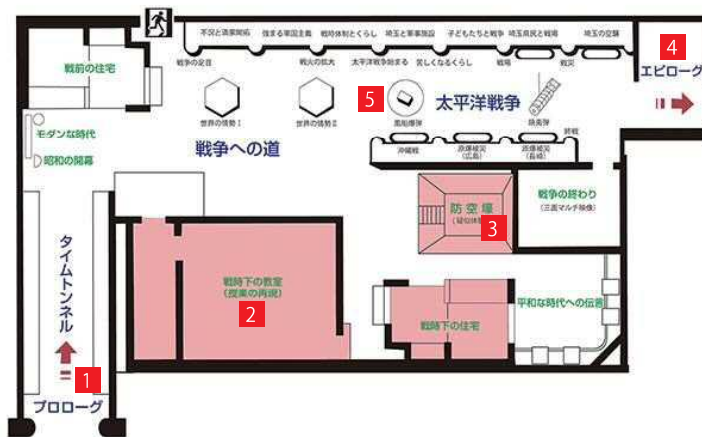 不況と満蒙開拓
強まる軍国主義
戦時体制とくらし
埼玉と軍事施設
子どもたちと戦争
埼玉県民と戦場
埼玉の空襲
戦争の足音
戦火の拡大
太平洋戦争始まる
苦しくなるくらし
戦場
戦災
4
エピローグ
戦前の住宅
5
太平洋戦争
世界の情勢Ⅰ
世界の情勢Ⅱ
風船爆弾
焼夷弾
モダンな時代
昭和の開幕
戦争への道
終戦
沖縄戦
原爆被災
(広島)
原爆被災
(長崎)
防空壕
3
戦争の終わり
(三面マルチ映像)
タイムトンネル
戦時下の教室
(授業の再現)
2
戦時下の住宅
平和な時代への伝言
1
プロローグ